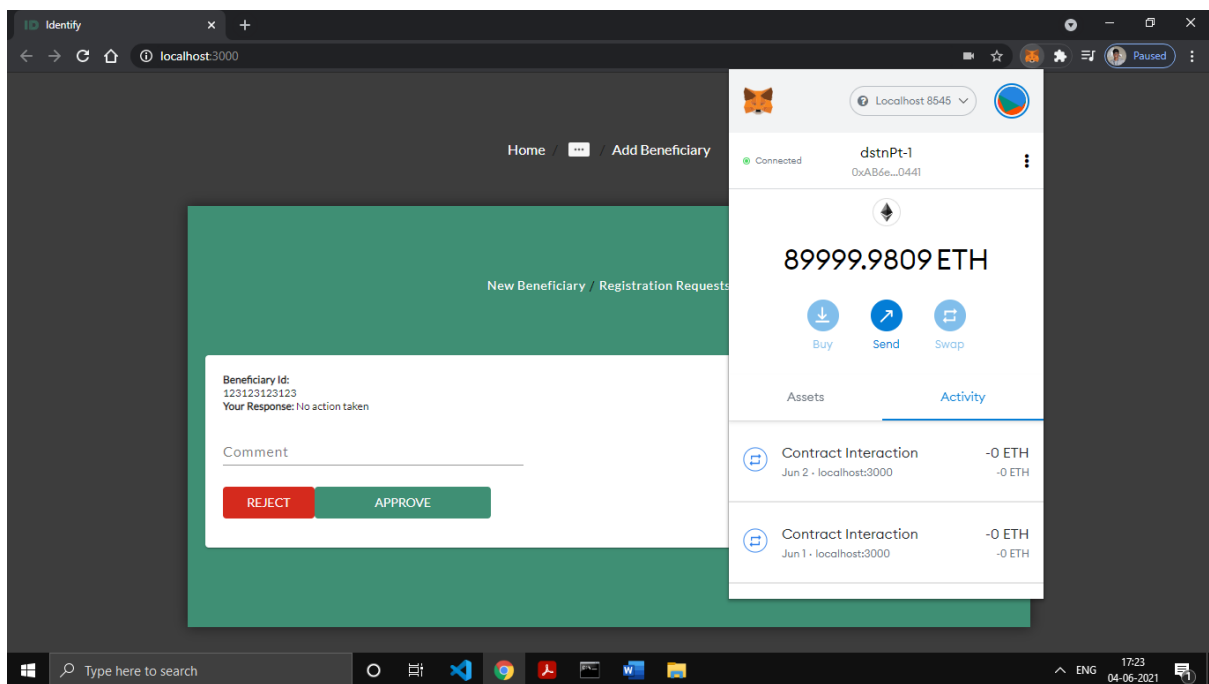 ID Identify
localhost:3000
Paused
Home / ... / Add Beneficiary
New Beneficiary / Registration Requests
Beneficiary Id:
123123123123
Your Response: No action taken
Comment
REJECT
APPROVE
Localhost 8545
Connected
dstnPt-1
0xAB6e...0441
89999.9809 ETH
Buy
Send
Swap
Assets
Activity
Contract Interaction -0 ETH
Jun 2 · localhost:3000 -0 ETH
Contract Interaction -0 ETH
Jun 1 · localhost:3000 -0 ETH
Type here to search
ENG
17:23
04-06-2021
1